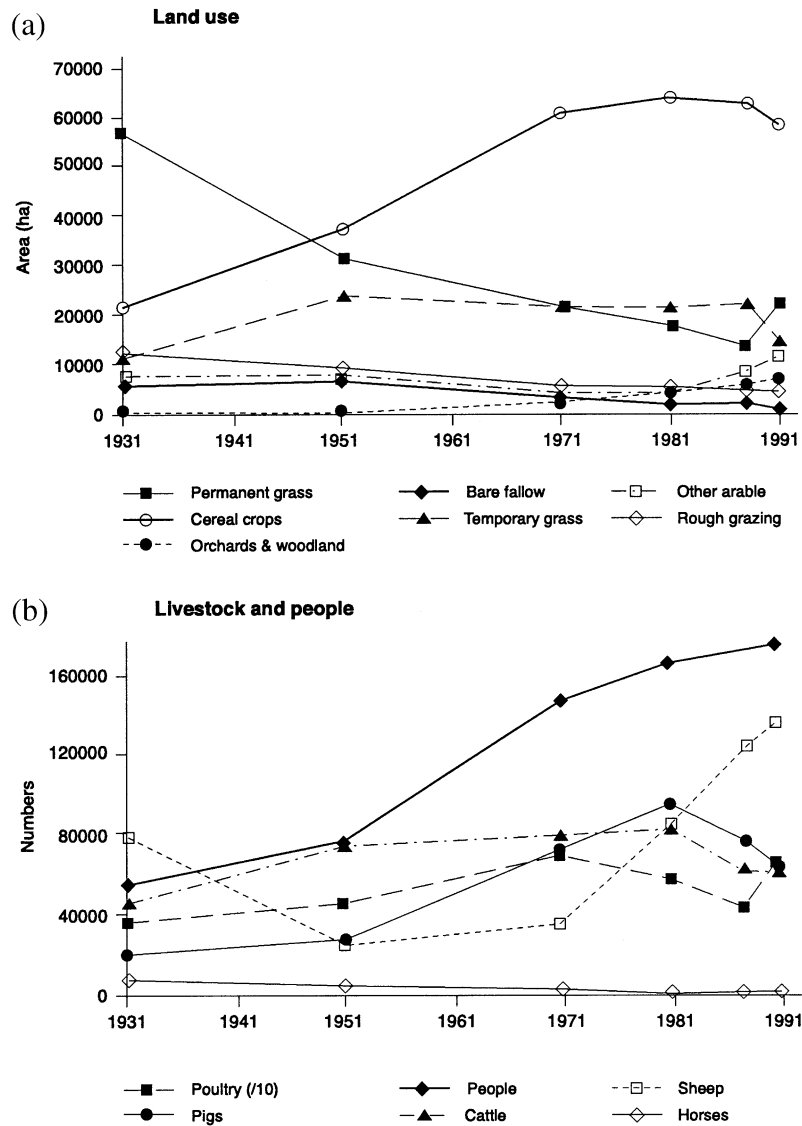 (a)
Land use
70000
60000
50000
40000
30000
20000
10000
0
Area (ha)
1931 1941 1951 1961 1971 1981 1991
Permanent grass Bare fallow Other arable
Cereal crops Temporary grass Rough grazing
Orchards & woodland
(b)
Livestock and people
160000
120000
80000
40000
0
Numbers
1931 1941 1951 1961 1971 1981 1991
Poultry (/10) People Sheep
Pigs Cattle Horses